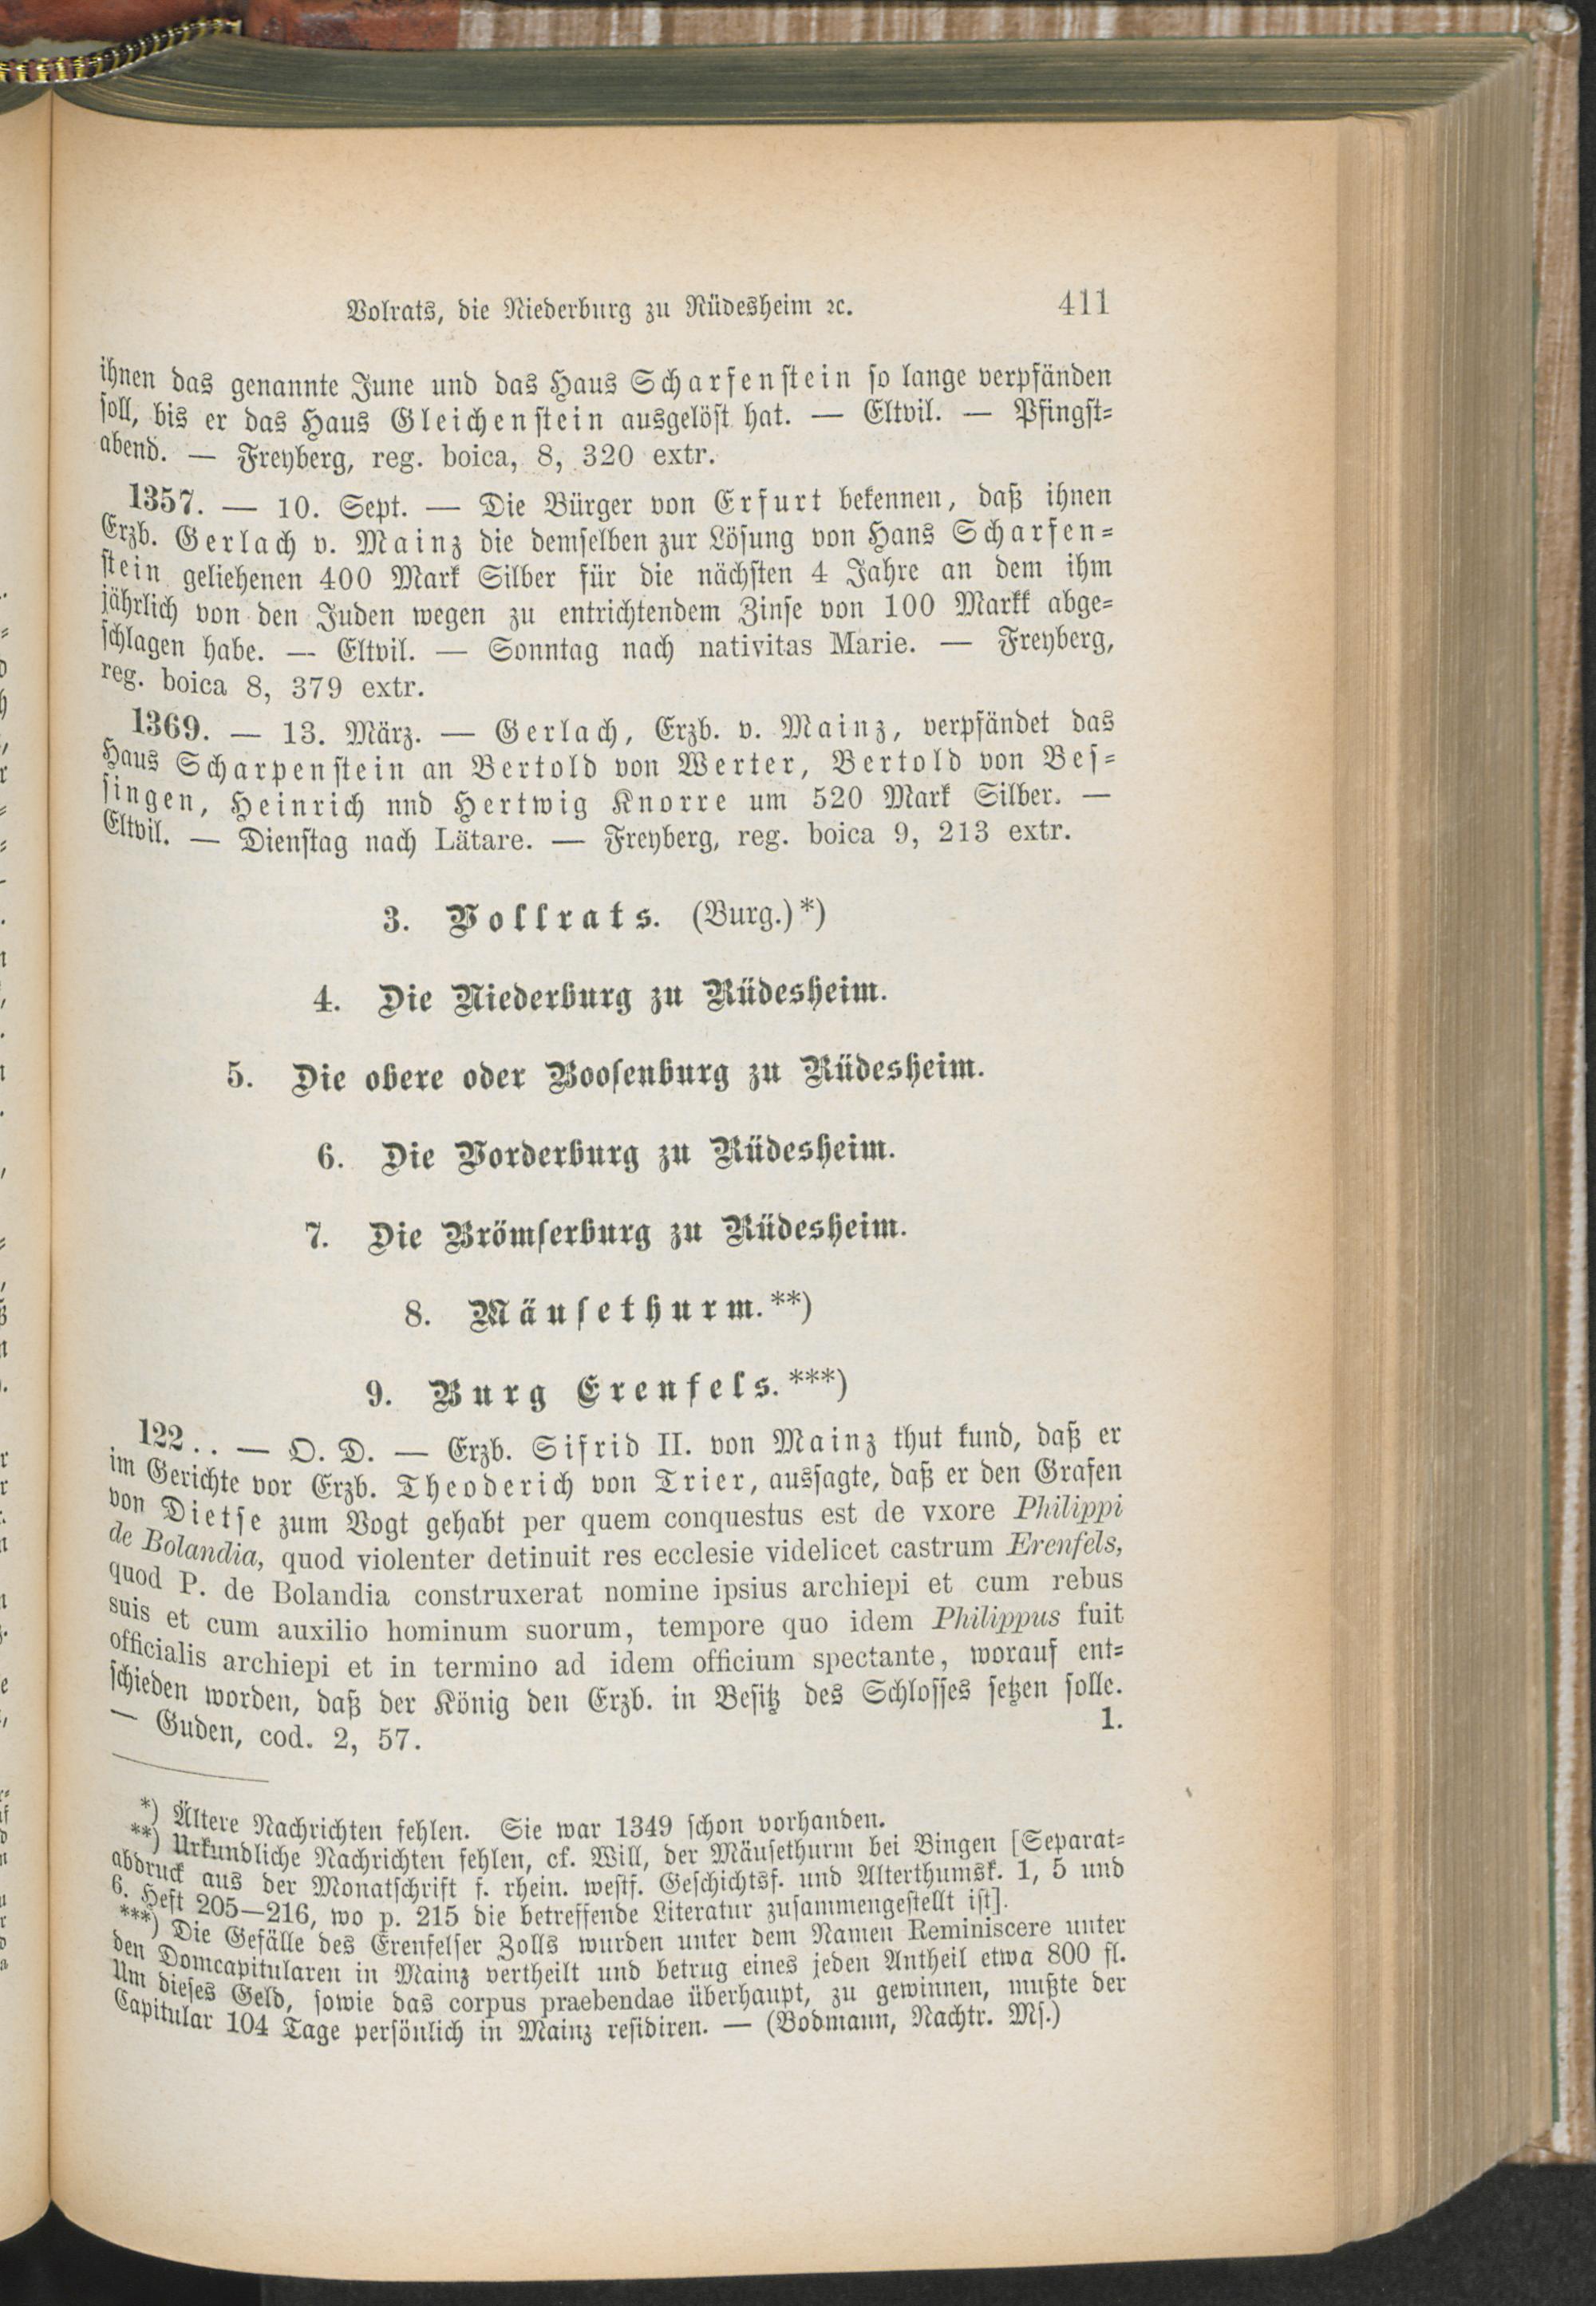 Volrats, die Niederburg zu Rüdesheim ꝛc. 411
ihnen das genannte June und das Haus Scharfenstein so lange verpfänden
soll, bis er das Haus Gleichenstein ausgelöst hat. — Eltvil. — Pfingst-
abend. — Freyberg, reg. boica, 8, 320 extr.
1357. — 10. Sept. — Die Bürger von Erfurt bekennen, daß ihnen
Erzb. Gerlach v. Mainz die demselben zur Lösung von Hans Scharfen-
stein geliehenen 400 Mark Silber für die nächsten 4 Jahre an dem ihm
jährlich von den Juden wegen zu entrichtendem Zinse von 100 Markk abge-
schlagen habe. — Eltvil. — Sonntag nach nativitas Marie. — Freyberg,
reg. boica 8, 379 extr.
1369. — 13. März. — Gerlach, Erzb. v. Mainz, verpfändet das
Haus Scharpenstein an Bertold von Werter, Bertold von Bes-
singen, Heinrich nnd Hertwig Knorre um 520 Mark Silber. —
Eltvil. — Dienstag nach Lätare. — Freyberg, reg. boica 9, 213 extr.
3. Vollrats. (Burg.)*)
4. Die Niederburg zu Rüdesheim.
5. Die obere oder Boosenburg zu Rüdesheim.
6. Die Vorderburg zu Rüdesheim.
7. Die Brömserburg zu Rüdesheim.
8. Mäusethurm.**)
9. Burg Erenfels.***)
122.. — O. D. — Erzb. Sifrid II. von Mainz thut kund, daß er
im Gerichte vor Erzb. Theoderich von Trier, aussagte, daß er den Grafen
von Dietse zum Vogt gehabt per quem conquestus est de vxore Philippi
de Bolandia, quod violenter detinuit res ecclesie videlicet castrum Erenfels,
quod P. de Bolandia construxerat nomine ipsius archiepi et cum rebus
suis et cum auxilio hominum suorum, tempore quo idem Philippus fuit
officialis archiepi et in termino ad idem officium spectante, worauf ent-
schieden worden, daß der König den Erzb. in Besitz des Schlosses setzen solle.
— Guden, cod. 2, 57. 1.
*) Ältere Nachrichten fehlen. Sie war 1349 schon vorhanden.
**) Urkundliche Nachrichten fehlen, cf. Will, der Mäusethurm bei Bingen [Separat-
abdruck aus der Monatschrift f. rhein. westf. Geschichtsf. und Alterthumsk. 1, 5 und
6. Heft 205—216, wo p. 215 die betreffende Literatur zusammengestellt ist].
***) Die Gefälle des Erenfelser Zolls wurden unter dem Namen Reminiscere unter
den Domcapitularen in Mainz vertheilt und betrug eines jeden Antheil etwa 800 fl.
Um dieses Geld, sowie das corpus praebendae überhaupt, zu gewinnen, mußte der
Capitular 104 Tage persönlich in Mainz residiren. — (Bodmann, Nachtr. Ms.)